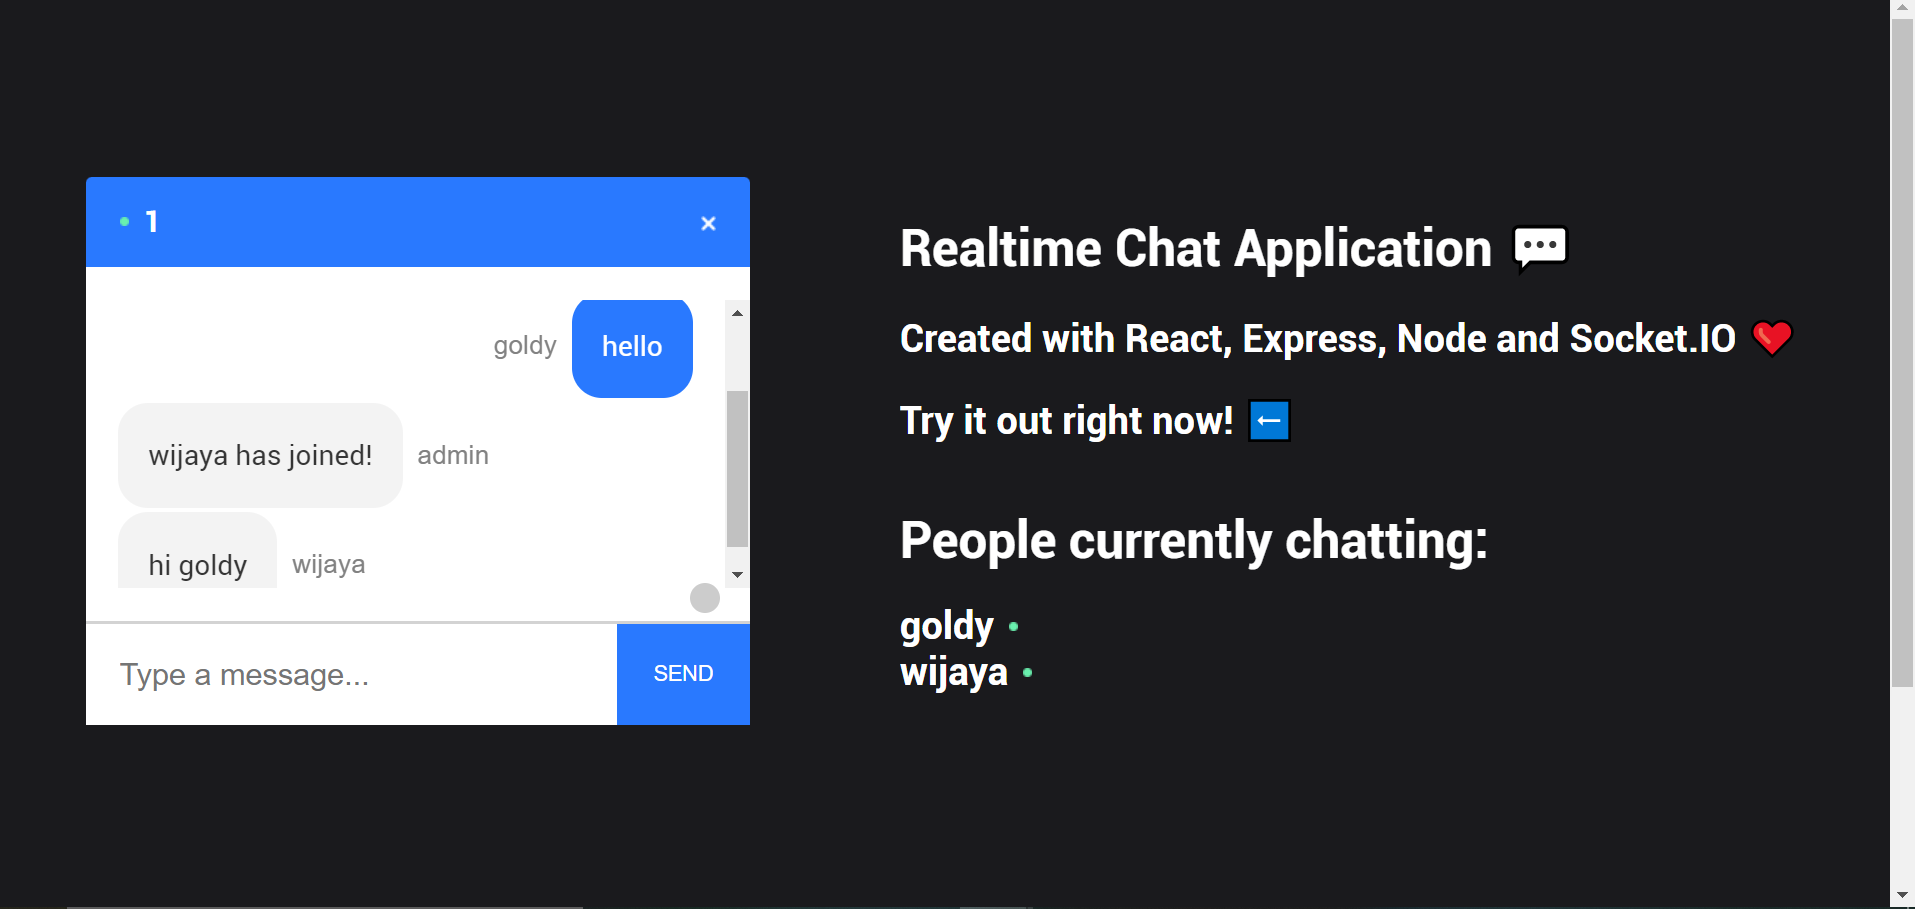 1
goldy hello
wijaya has joined! admin
hi goldy wijaya
Type a message...
SEND
Realtime Chat Application 💬
Created with React, Express, Node and Socket.IO ❤️
Try it out right now! ⬅️
People currently chatting:
goldy
wijaya